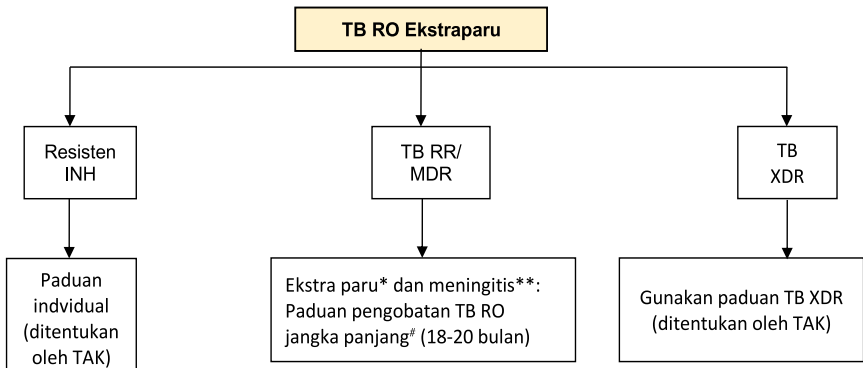 TB RO Ekstraparu
Resisten
INH
TB RR/
MDR
TB
XDR
Paduan
indvidual
(ditentukan
oleh TAK)
Ekstra paru* dan meningitis**:
Paduan pengobatan TB RO
jangka panjang# (18-20 bulan)
Gunakan paduan TB XDR
(ditentukan oleh TAK)